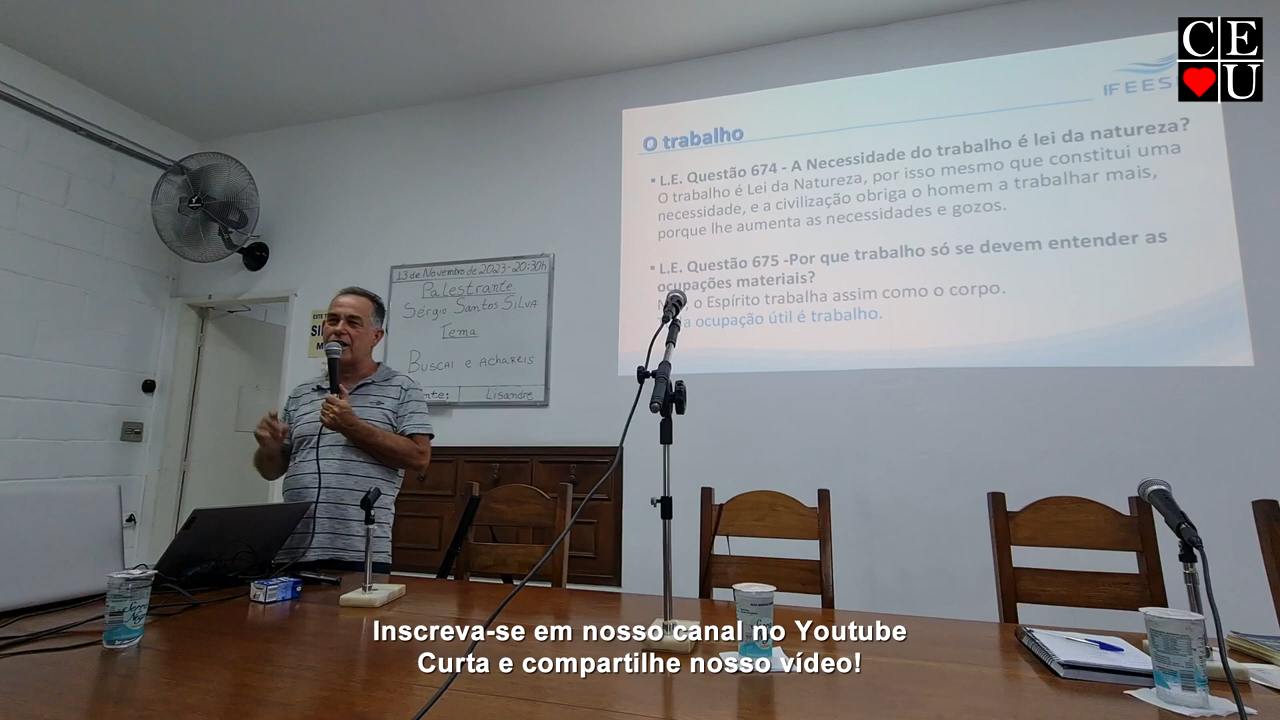 CE
U
IFEES
O trabalho
L.E. Questão 674 - A Necessidade do trabalho é lei da natureza?
O trabalho é Lei da Natureza, por isso mesmo que constitui uma
necessidade, e a civilização obriga o homem a trabalhar mais,
porque lhe aumenta as necessidades e gozos.
L.E. Questão 675 -Por que trabalho só se devem entender as
ocupações materiais?
o Espírito trabalha assim como o corpo.
a ocupação útil é trabalho.
13 de Novembro de 2023-20:30h
Palestrante
Sérgio Santos Silva
Tema
Buscai e achareis
nte: Lisandre
Inscreva-se em nosso canal no Youtube
Curta e compartilhe nosso vídeo!